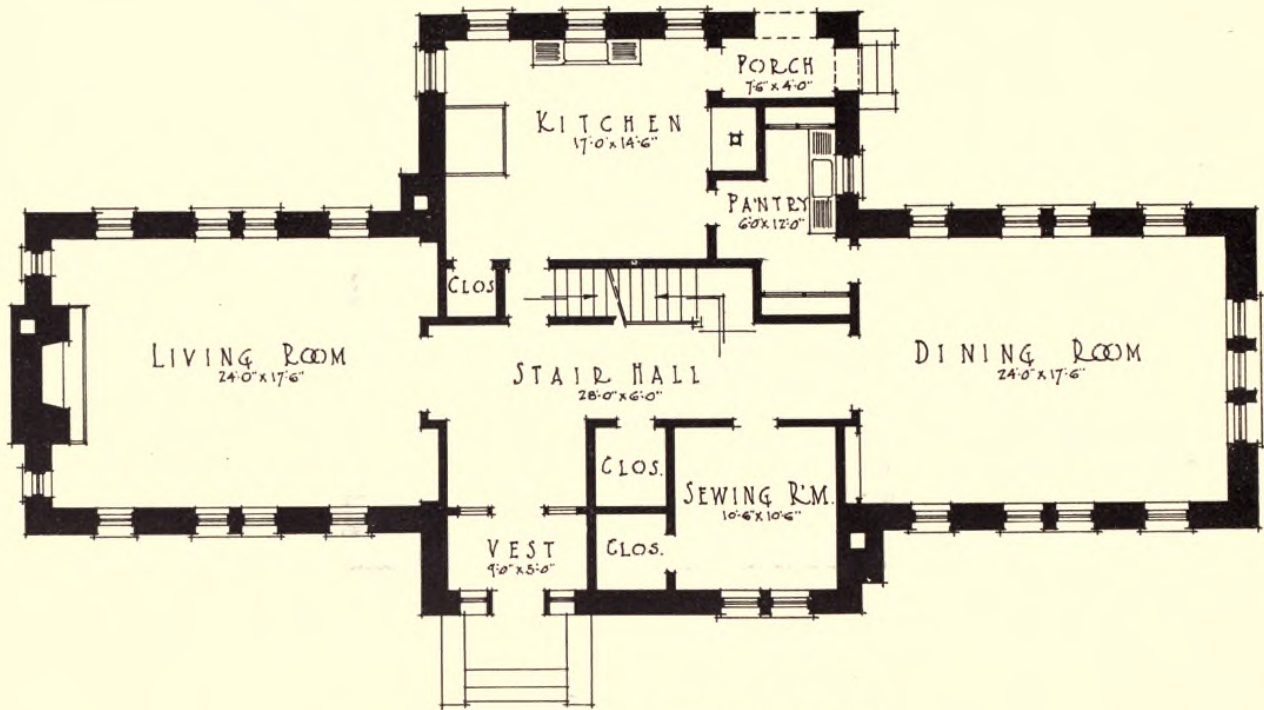 PORCH
7'-6" x 4'-0"
KITCHEN
17'-0" x 14'-6"
PANTRY
6'-0" x 12'-0"
CLOS
LIVING ROOM
24'-0" x 17'-6"
STAIR HALL
28'-0" x 6'-0"
DINING ROOM
24'-0" x 17'-6"
CLOS.
SEWING R'M.
10'-6" x 10'-6"
VEST
9'-0" x 5'-0"
CLOS.